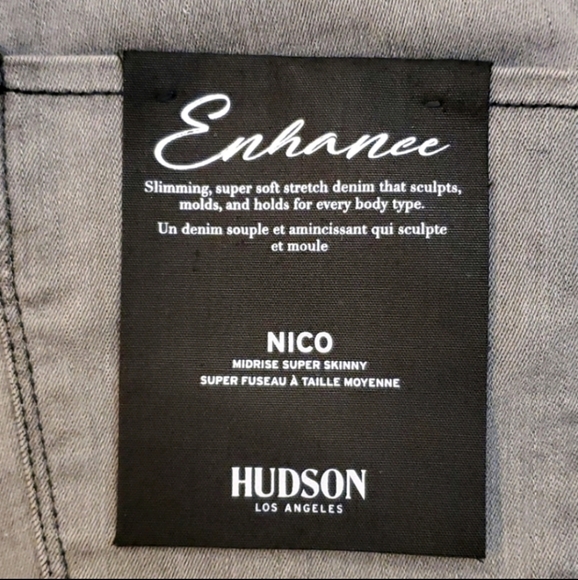 Enhance
Slimming, super soft stretch denim that sculpts,
molds, and holds for every body type.
Un denim souple et amincissant qui sculpte
et moule
NICO
MIDRISE SUPER SKINNY
SUPER FUSEAU À TAILLE MOYENNE
HUDSON
LOS ANGELES